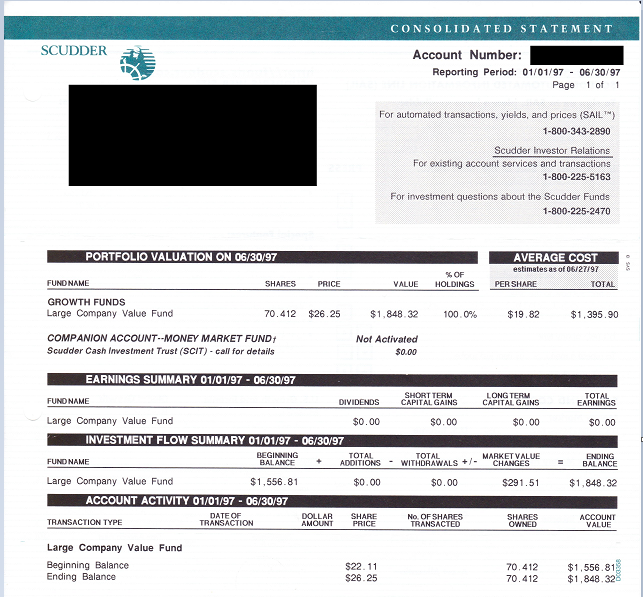 CONSOLIDATED STATEMENT
SCUDDER
Account Number:
Reporting Period: 01/01/97 - 06/30/97
Page 1 of 1
For automated transactions, yields, and prices (SAIL™)
1-800-343-2890
Scudder Investor Relations
For existing account services and transactions
1-800-225-5163
For investment questions about the Scudder Funds
1-800-225-2470
PORTFOLIO VALUATION ON 06/30/97 AVERAGE COST
estimates as of 06/27/97
FUND NAME SHARES PRICE VALUE % OF HOLDINGS PER SHARE TOTAL
GROWTH FUNDS
Large Company Value Fund 70.412 $26.25 $1,848.32 100.0% $19.82 $1,395.90
COMPANION ACCOUNT--MONEY MARKET FUND† Not Activated
Scudder Cash Investment Trust (SCIT) - call for details $0.00
EARNINGS SUMMARY 01/01/97 - 06/30/97
FUND NAME DIVIDENDS SHORT TERM CAPITAL GAINS LONG TERM CAPITAL GAINS TOTAL EARNINGS
Large Company Value Fund $0.00 $0.00 $0.00 $0.00
INVESTMENT FLOW SUMMARY 01/01/97 - 06/30/97
FUND NAME BEGINNING BALANCE + TOTAL ADDITIONS - TOTAL WITHDRAWALS +/- MARKET VALUE CHANGES = ENDING BALANCE
Large Company Value Fund $1,556.81 $0.00 $0.00 $291.51 $1,848.32
ACCOUNT ACTIVITY 01/01/97 - 06/30/97
TRANSACTION TYPE DATE OF TRANSACTION DOLLAR AMOUNT SHARE PRICE No. OF SHARES TRANSACTED SHARES OWNED ACCOUNT VALUE
Large Company Value Fund
Beginning Balance $22.11 70.412 $1,556.81
Ending Balance $26.25 70.412 $1,848.32